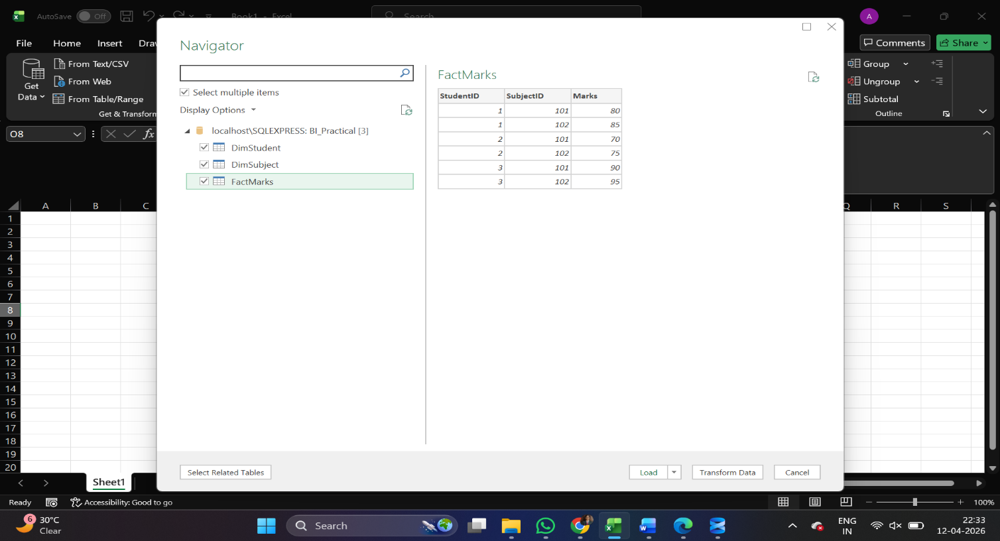 AutoSave Off Book1 - Excel Search A
File Home Insert
Comments Share
Get Data
From Text/CSV
From Web
From Table/Range
Group
Ungroup
Subtotal
Outline
O8
fx
Navigator
Select multiple items
Display Options
localhost\SQLEXPRESS: BI_Practical [3]
DimStudent
DimSubject
FactMarks
FactMarks
StudentID SubjectID Marks
1 101 80
1 102 85
2 101 70
2 102 75
3 101 90
3 102 95
A B C Q R S
1
2
3
4
5
6
7
8
9
10
11
12
13
14
15
16
17
18
19
20
Select Related Tables Load Transform Data Cancel
Sheet1
Ready Accessibility: Good to go 100%
6 30°C
Clear
Search
ENG
IN
22:33
12-04-2026